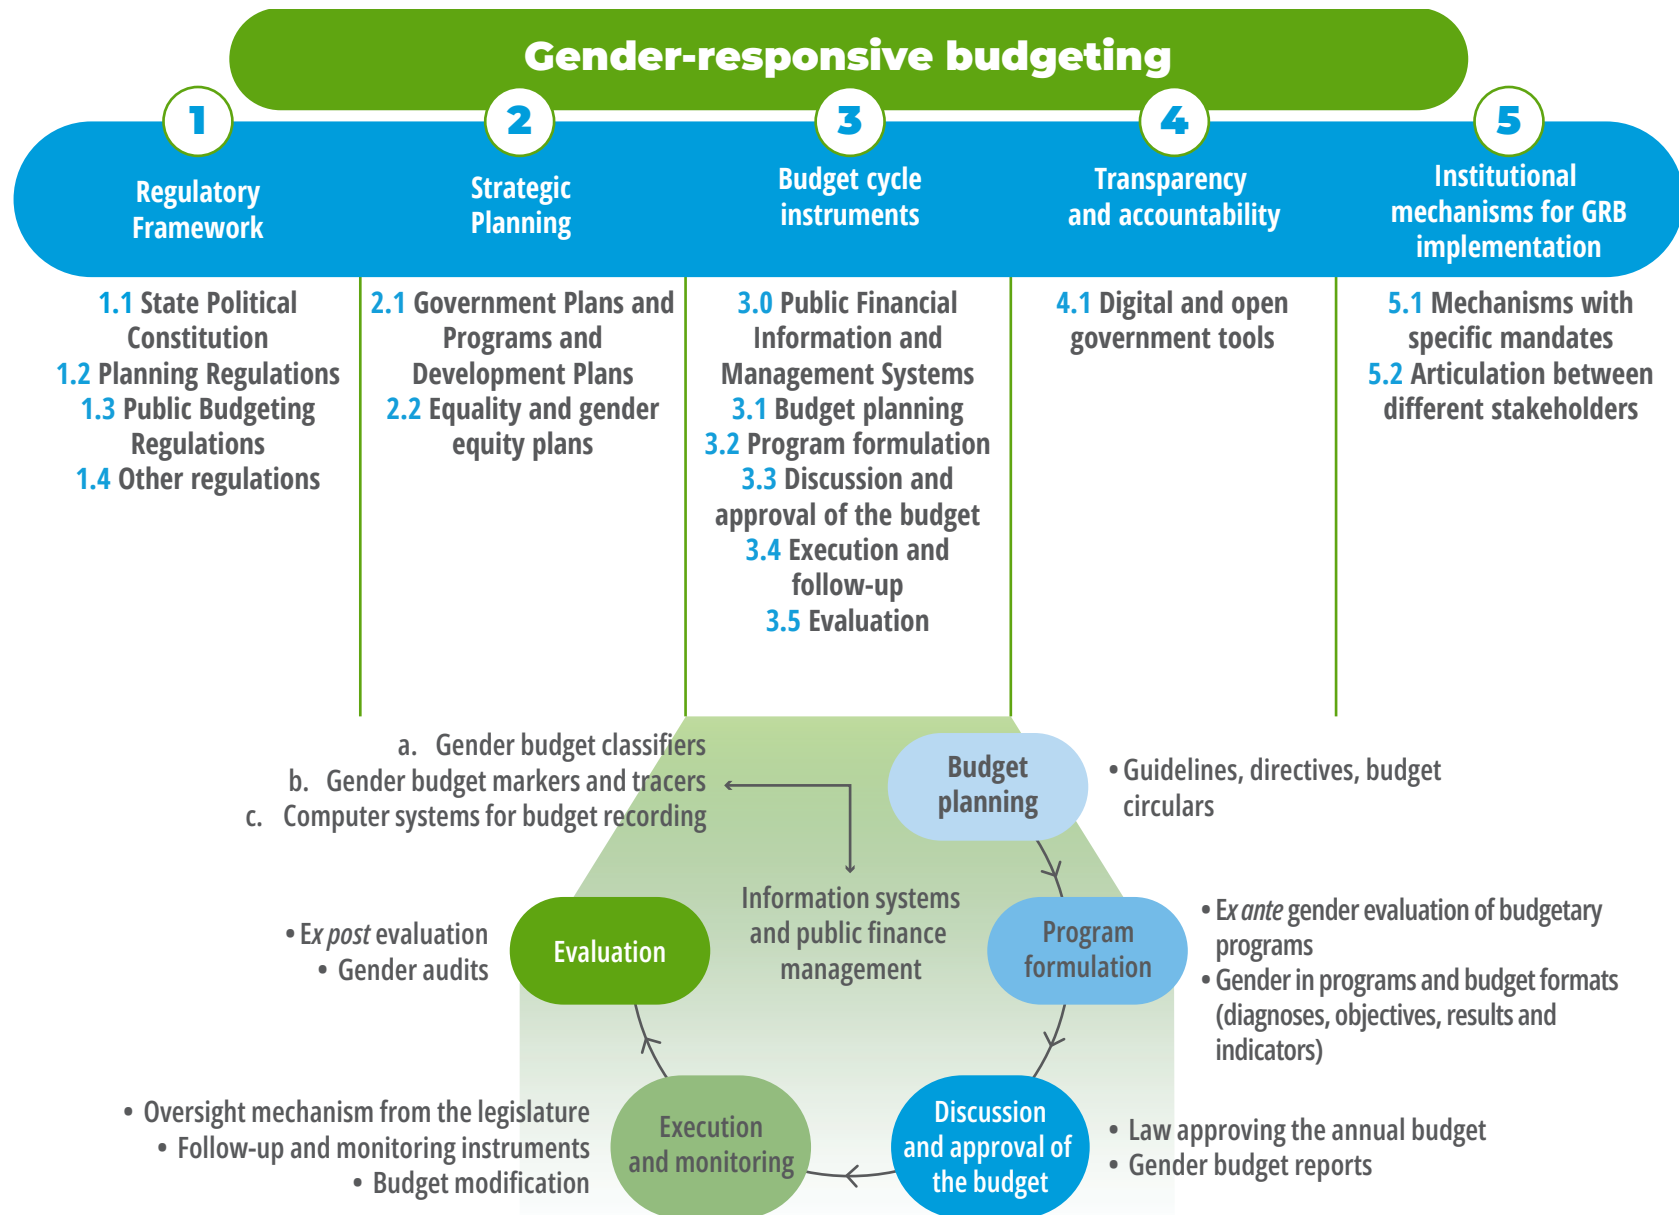 Gender-responsive budgeting
1
Regulatory
Framework
2
Strategic
Planning
3
Budget cycle
instruments
4
Transparency
and accountability
5
Institutional
mechanisms for GRB
implementation
1.1 State Political
Constitution
1.2 Planning Regulations
1.3 Public Budgeting
Regulations
1.4 Other regulations
2.1 Government Plans and
Programs and
Development Plans
2.2 Equality and gender
equity plans
3.0 Public Financial
Information and
Management Systems
3.1 Budget planning
3.2 Program formulation
3.3 Discussion and
approval of the budget
3.4 Execution and
follow-up
3.5 Evaluation
4.1 Digital and open
government tools
5.1 Mechanisms with
specific mandates
5.2 Articulation between
different stakeholders
a. Gender budget classifiers
b. Gender budget markers and tracers
c. Computer systems for budget recording
Information systems
and public finance
management
Budget
planning
• Guidelines, directives, budget
circulars
Program
formulation
• Ex ante gender evaluation of budgetary
programs
• Gender in programs and budget formats
(diagnoses, objectives, results and
indicators)
Discussion
and approval of
the budget
• Law approving the annual budget
• Gender budget reports
Execution
and monitoring
• Oversight mechanism from the legislature
• Follow-up and monitoring instruments
• Budget modification
Evaluation
• Ex post evaluation
• Gender audits